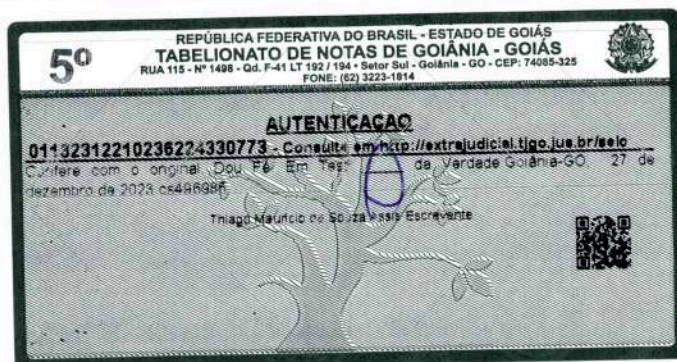 5º
REPÚBLICA FEDERATIVA DO BRASIL - ESTADO DE GOIÁS
TABELIONATO DE NOTAS DE GOIÂNIA - GOIÁS
RUA 115 - Nº 1498 - Qd. F-41 LT 192 / 194 • Setor Sul - Goiânia - GO - CEP: 74085-325
FONE: (62) 3223-1814
AUTENTICAÇÃO
01132312210236224330773 - Consulte em http://extrajudicial.tjgo.jus.br/selo
Confere com o original Dou Fé Em Test da Verdade Goiânia-GO 27 de
dezembro de 2023
Thiago Mauricio de Souza Assis Escrevente